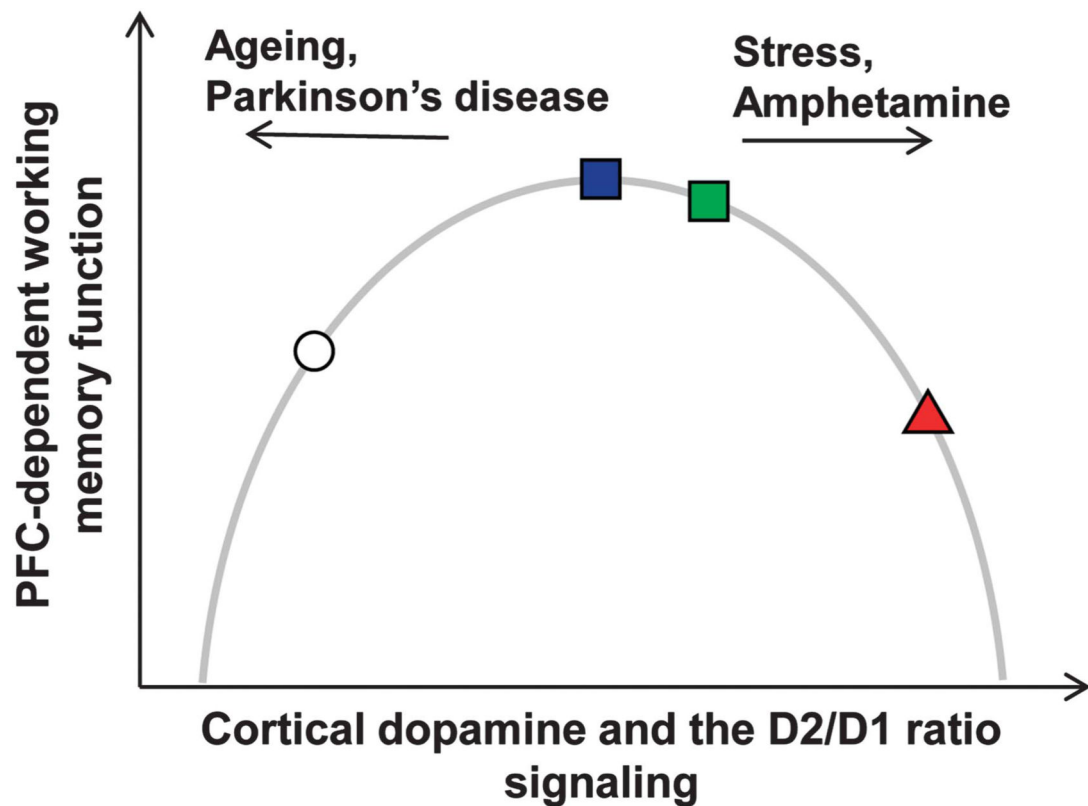 Ageing,
Parkinson's disease
Stress,
Amphetamine
PFC-dependent working
memory function
Cortical dopamine and the D2/D1 ratio
signaling